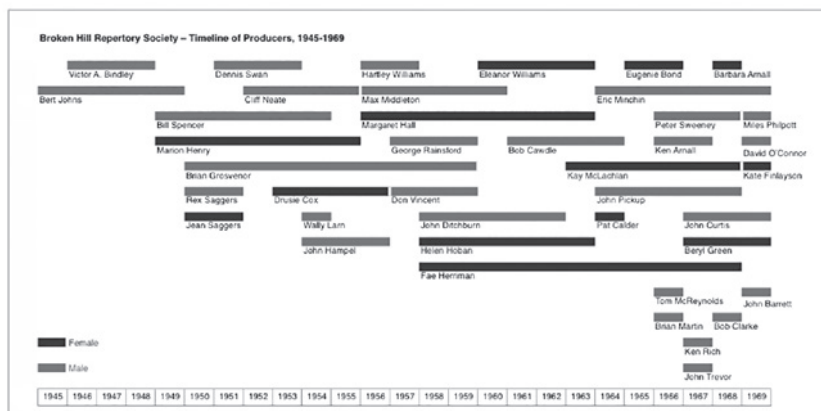 Broken Hill Repertory Society – Timeline of Producers, 1945-1969
Victor A. Bindley Dennis Swan Hartley Williams Eleanor Williams Eugenie Bond Barbara Arnall
Bert Johns Cliff Neate Max Middleton Eric Minchin
Bill Spencer Margaret Hall Peter Sweeney Miles Philpott
Marion Henry George Rainsford Bob Cawdle Ken Arnall David O'Connor
Brian Grosvenor Kay McLachlan Kate Finlayson
Rex Saggers Drusie Cox Don Vincent John Pickup
Jean Saggers Wally Larn John Ditchburn Pat Calder John Curtis
John Hampel Helen Hoban Beryl Green
Fae Herriman
Tom McReynolds John Barrett
Brian Martin Bob Clarke
Female
Ken Rich
Male
John Trevor
1945 1946 1947 1948 1949 1950 1951 1952 1953 1954 1955 1956 1957 1958 1959 1960 1961 1962 1963 1964 1965 1966 1967 1968 1969